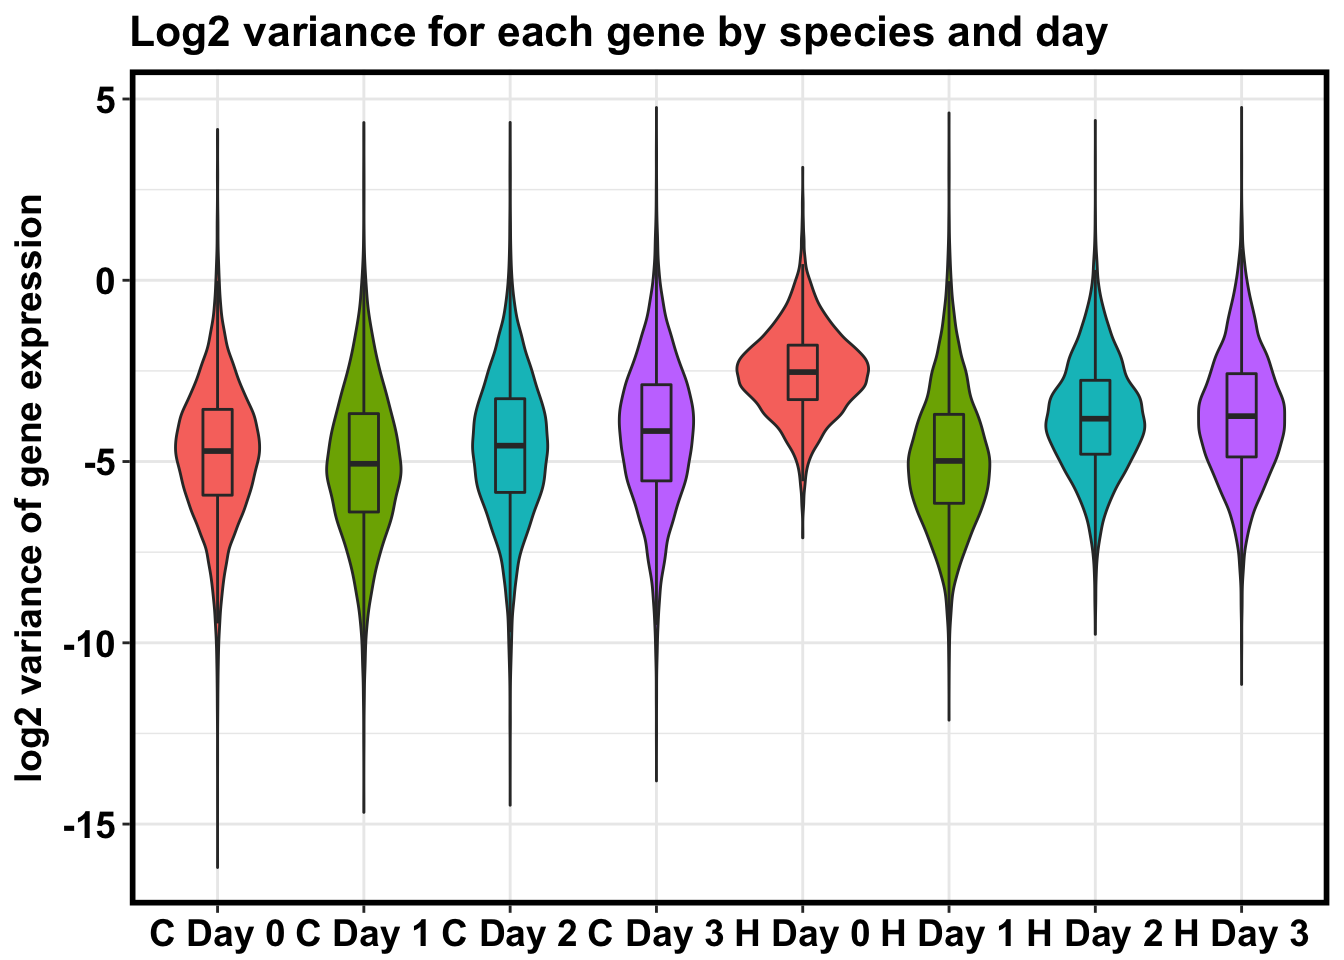 Log2 variance for each gene by species and day
log2 variance of gene expression
5
0
-5
-10
-15
C Day 0 C Day 1 C Day 2 C Day 3 H Day 0 H Day 1 H Day 2 H Day 3